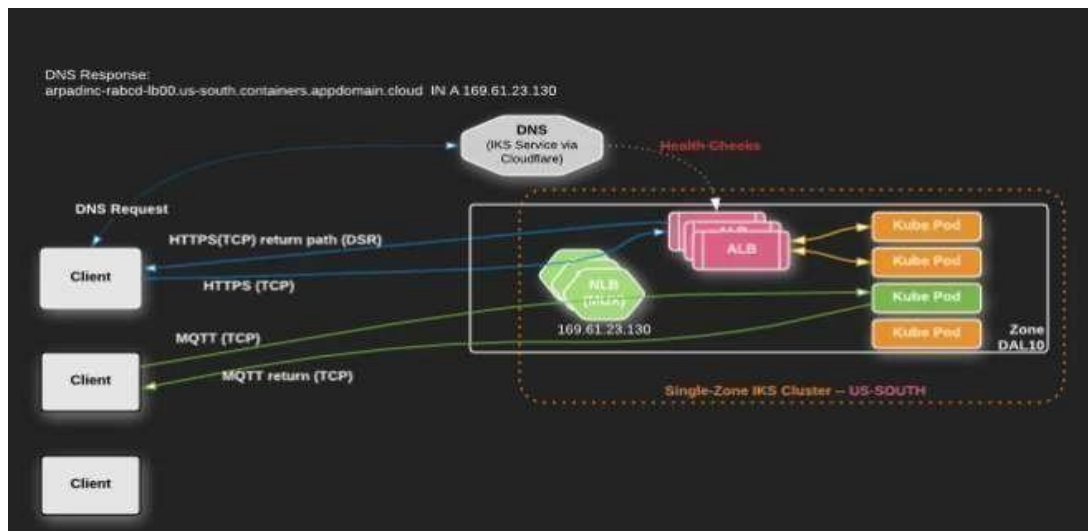 DNS Response:
arpadinc-rabcd-lb00.us-south.containers.appdomain.cloud IN A 169.61.23.130
DNS
(IKS Service via
Cloudflare)
Health Checks
DNS Request
HTTPS(TCP) return path (DSR)
Client
HTTPS (TCP)
ALB
ALB
Kube Pod
Kube Pod
Kube Pod
Kube Pod
NLB
(MUX)
169.61.23.130
Zone
DAL10
MQTT (TCP)
MQTT return (TCP)
Client
Single-Zone IKS Cluster – US-SOUTH
Client